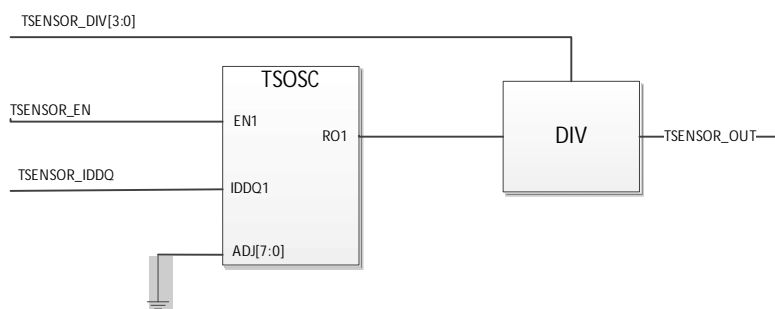 TSENSOR_DIV[3:0]
TSOSC
TSENSOR_EN
EN1
RO1
DIV
TSENSOR_OUT
TSENSOR_IDDQ
IDDQ1
ADJ[7:0]